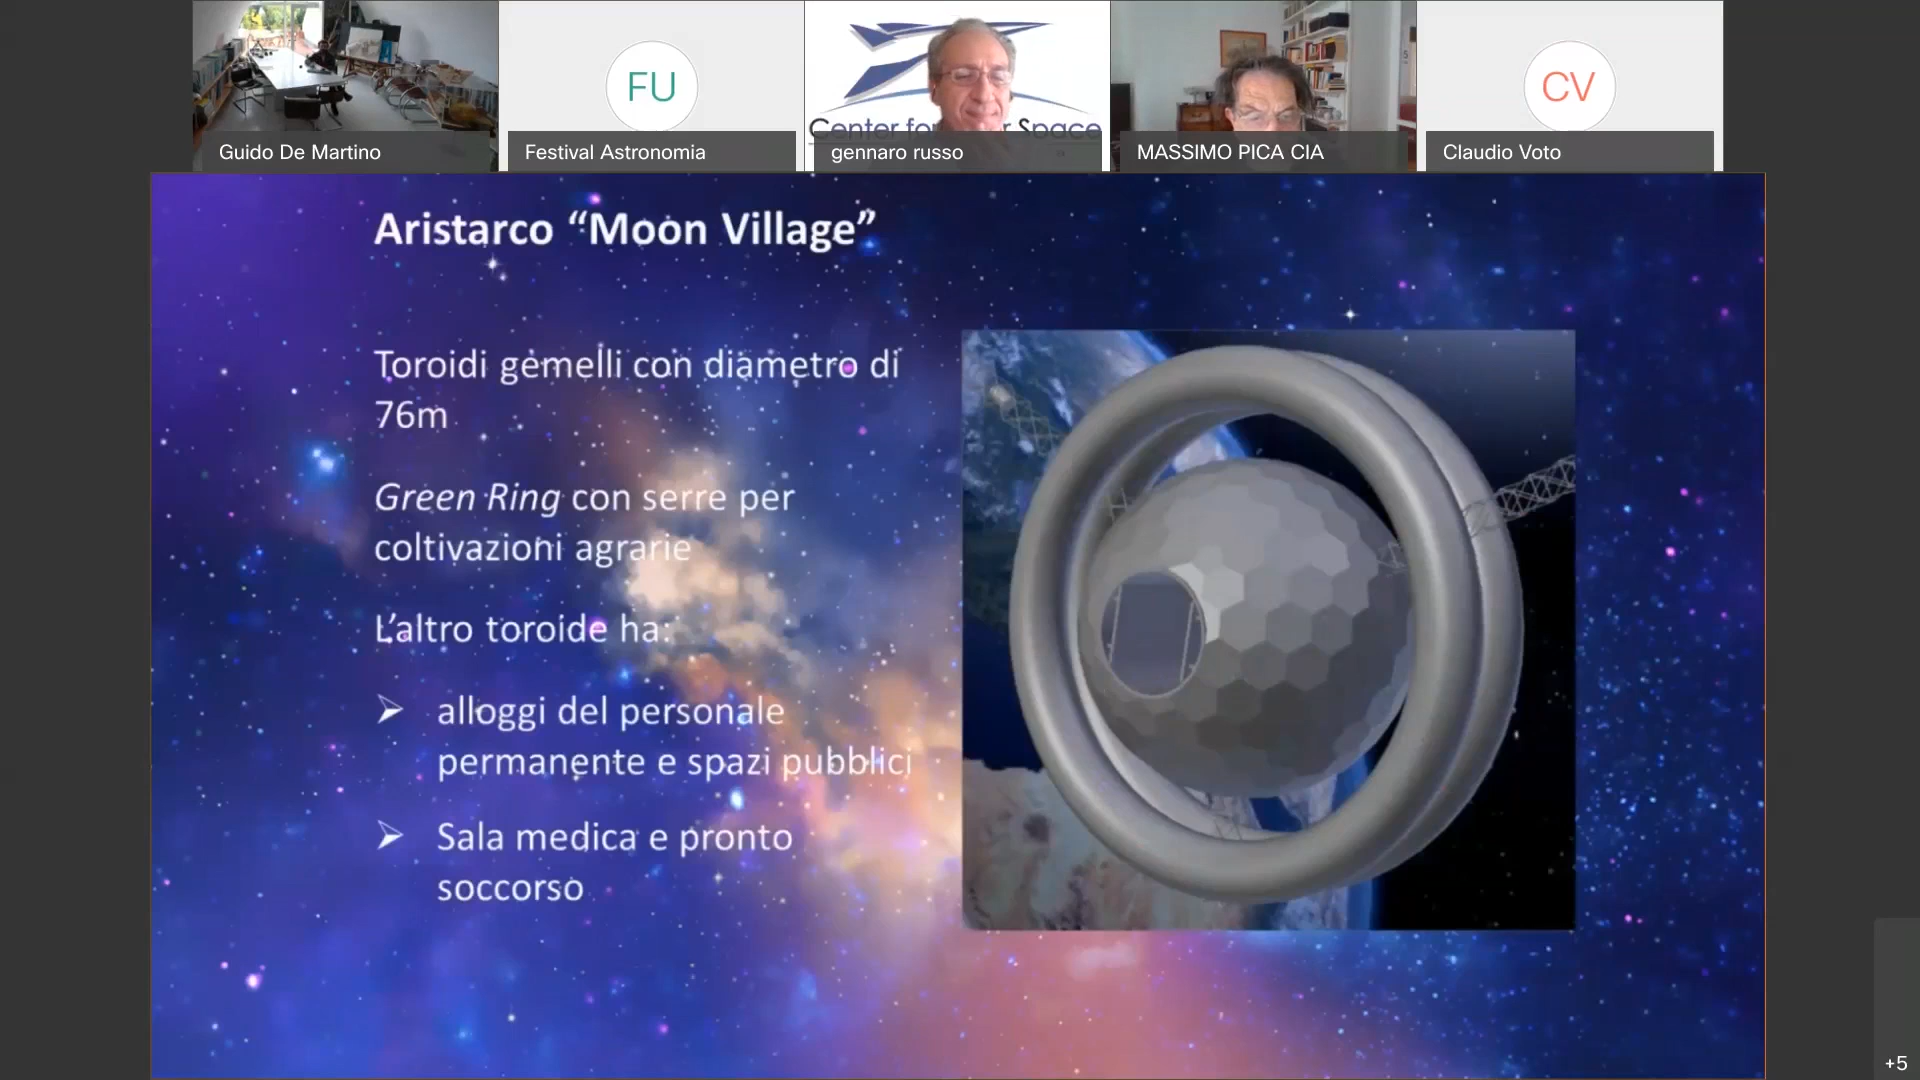 FU
CV
Center for Space
Guido De Martino
Festival Astronomia
gennaro russo
MASSIMO PICA CIA
Claudio Voto
Aristarco “Moon Village”
Toroidi gemelli con diametro di
76m
Green Ring con serre per
coltivazioni agrarie
L’altro toroide ha:
➢ alloggi del personale
permanente e spazi pubblici
➢ Sala medica e pronto
soccorso
+5